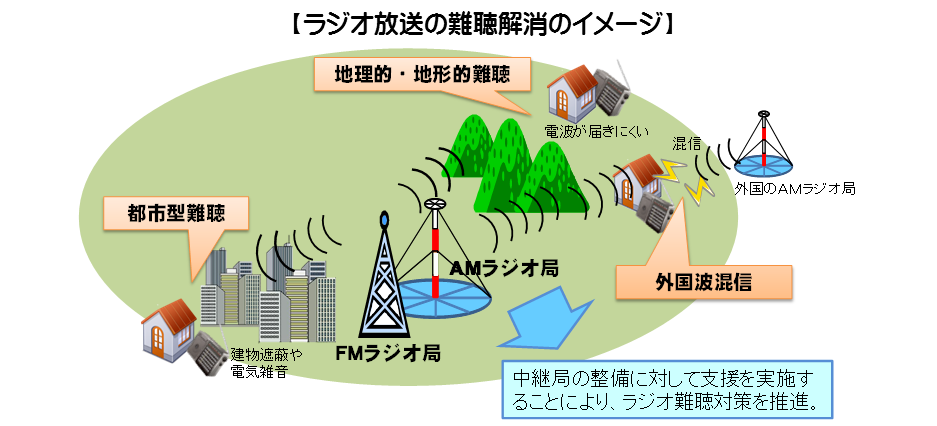 【ラジオ放送の難聴解消のイメージ】
地理的・地形的難聴
電波が届きにくい
混信
外国のAMラジオ局
都市型難聴
AMラジオ局
外国波混信
FMラジオ局
建物遮蔽や
電気雑音
中継局の整備に対して支援を実施す
ることにより、ラジオ難聴対策を推進。